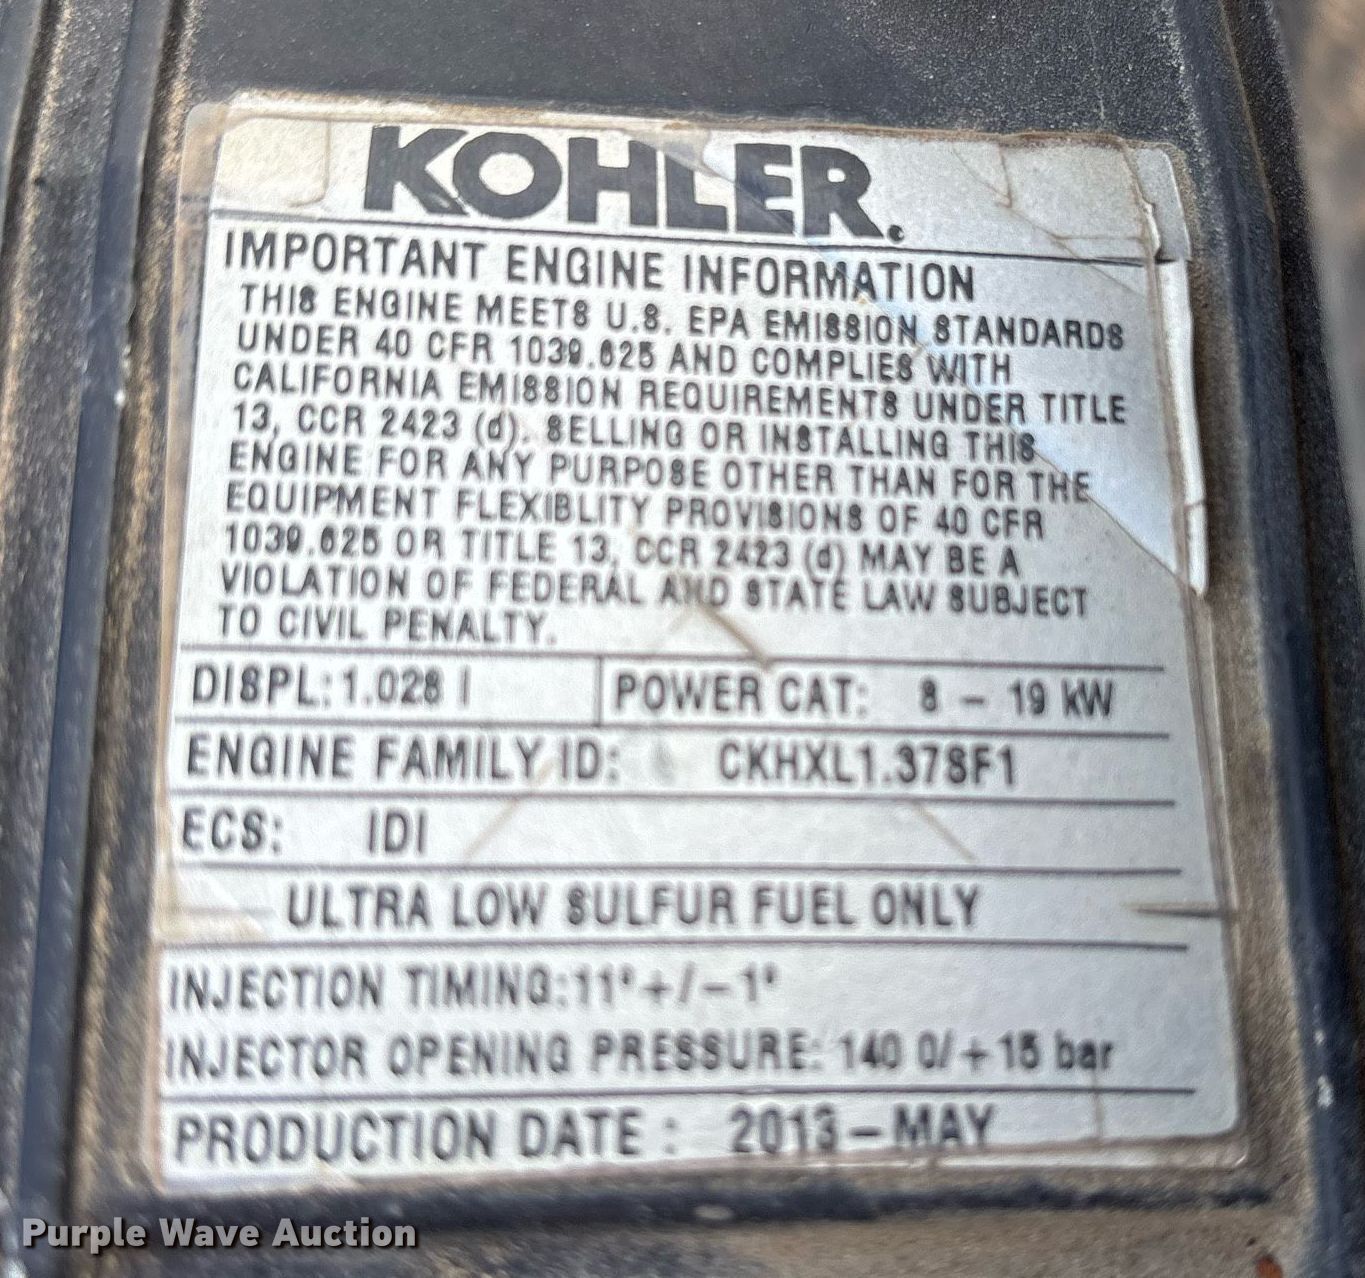 KOHLER.
IMPORTANT ENGINE INFORMATION
THIS ENGINE MEETS U.S. EPA EMISSION STANDARDS
UNDER 40 CFR 1039.625 AND COMPLIES WITH
CALIFORNIA EMISSION REQUIREMENTS UNDER TITLE
13, CCR 2423 (d). SELLING OR INSTALLING THIS
ENGINE FOR ANY PURPOSE OTHER THAN FOR THE
EQUIPMENT FLEXIBLITY PROVISIONS OF 40 CFR
1039.625 OR TITLE 13, CCR 2423 (d) MAY BE A
VIOLATION OF FEDERAL AND STATE LAW SUBJECT
TO CIVIL PENALTY.
DISPL: 1.028 l POWER CAT: 8 – 19 kW
ENGINE FAMILY ID: CKHXL1.37SF1
ECS: IDI
ULTRA LOW SULFUR FUEL ONLY
INJECTION TIMING: 11° +/– 1°
INJECTOR OPENING PRESSURE: 140 0/+15 bar
PRODUCTION DATE : 2013 – MAY
Purple Wave Auction